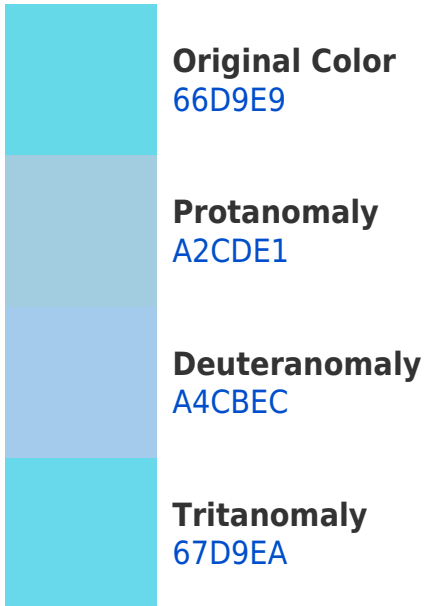 Original Color
66D9E9
Protanomaly
A2CDE1
Deuteranomaly
A4CBEC
Tritanomaly
67D9EA